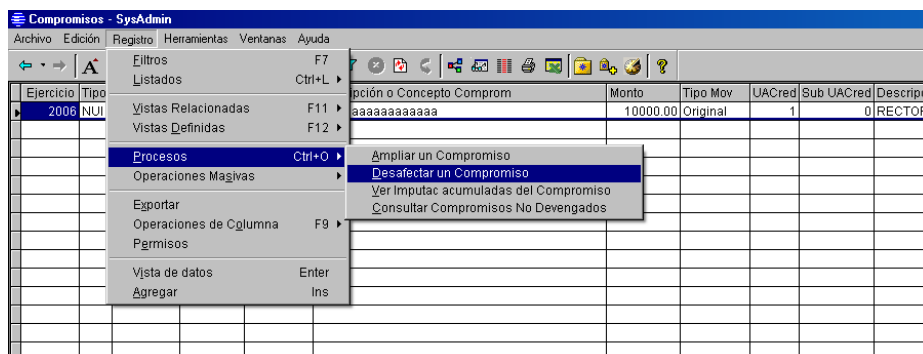 Compromisos - SysAdmin
Archivo Edición Registro Herramientas Ventanas Ayuda
Filtros F7
Listados Ctrl+L
Vistas Relacionadas F11
Vistas Definidas F12
Procesos Ctrl+O
Operaciones Masivas
Exportar
Operaciones de Columna F9
Permisos
Vista de datos Enter
Agregar Ins
Ampliar un Compromiso
Desafectar un Compromiso
Ver Imputac acumuladas del Compromiso
Consultar Compromisos No Devengados
Ejercicio Tipo ipción o Concepto Comprom Monto Tipo Mov UACred Sub UACred Descripc
2006 NUI aaaaaaaaaaaa 10000.00 Original 1 0 RECTOR